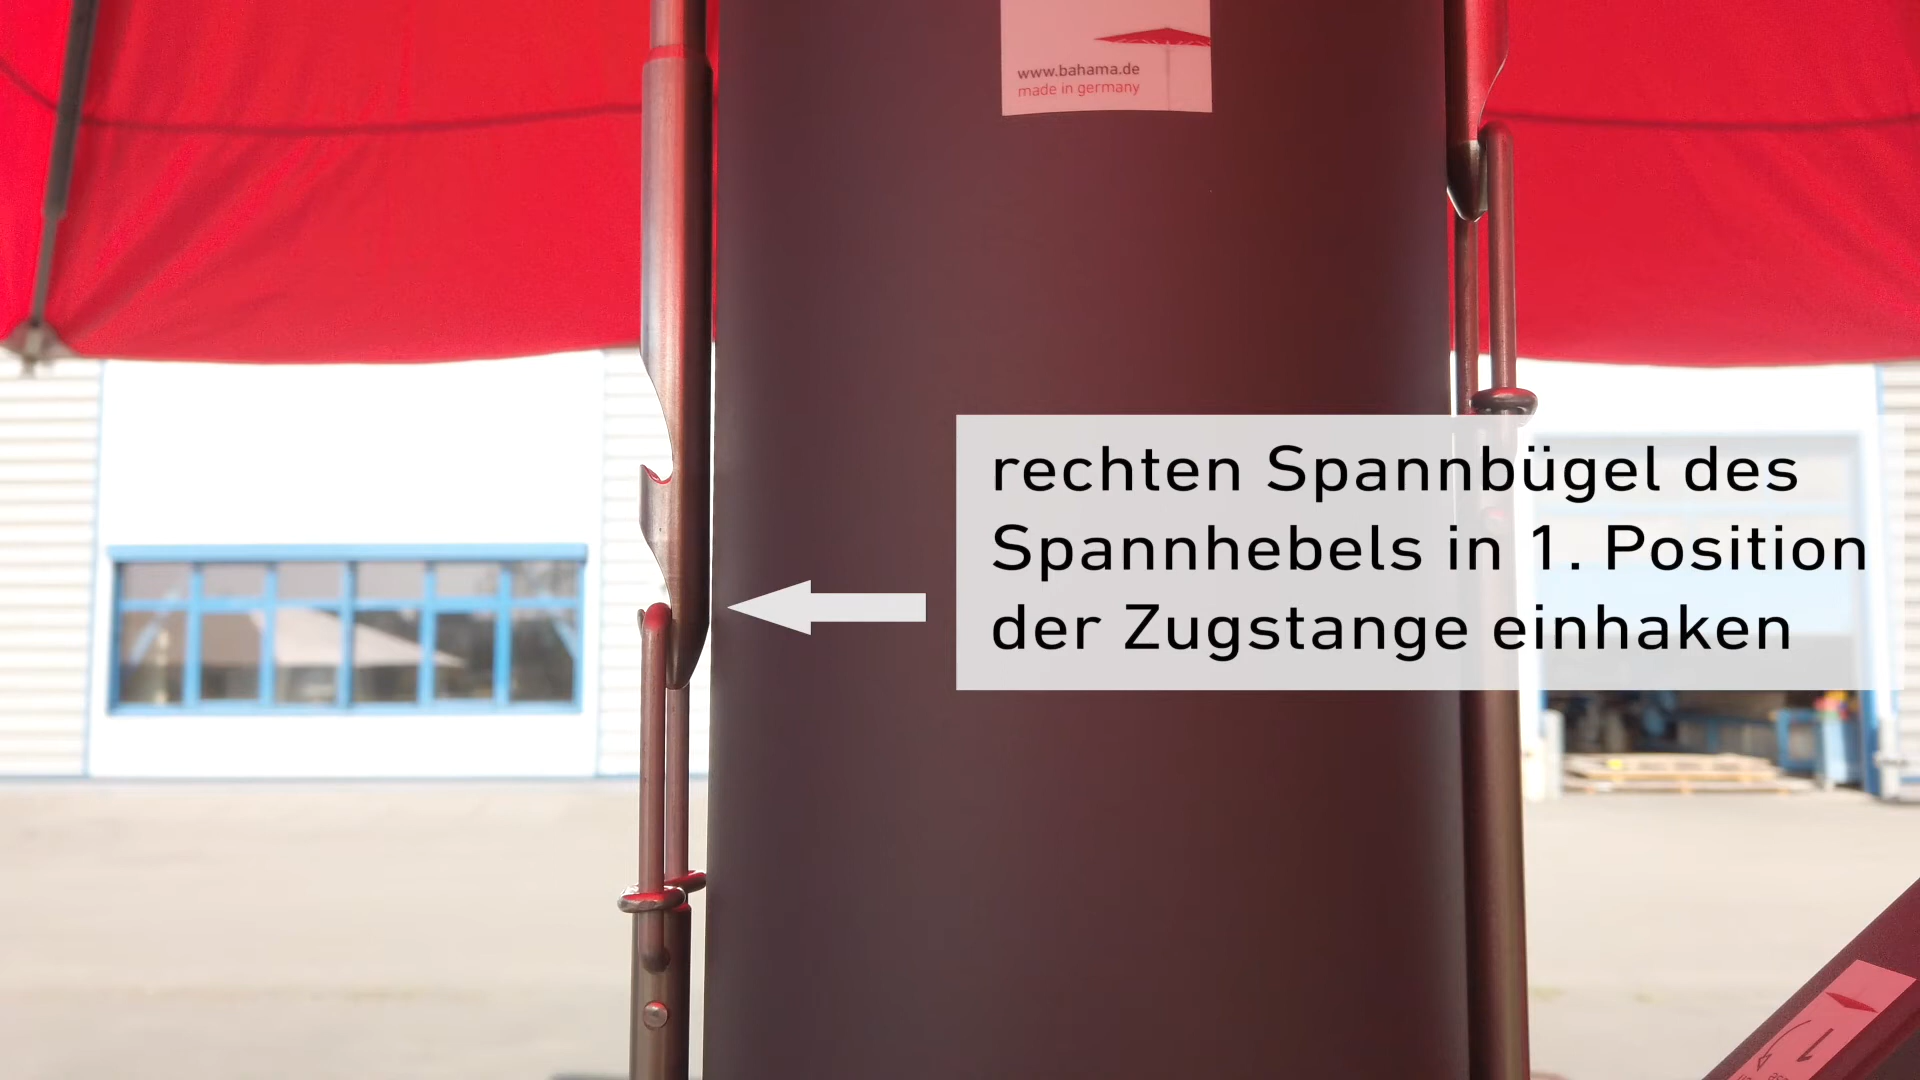 www.bahama.de
made in germany
rechten Spannbügel des
Spannhebels in 1. Position
der Zugstange einhaken